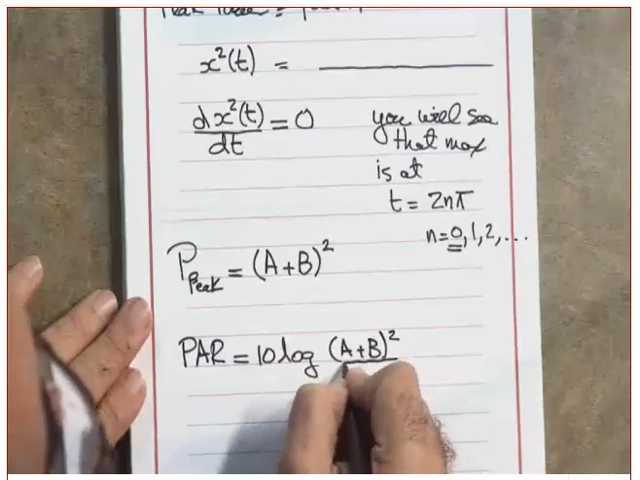 x²(t) =
dx²(t)/dt = 0
you will see
that max
is at
t = 2nπ
n=0,1,2,...
P_Peak = (A+B)²
PAR = 10 log (A+B)²